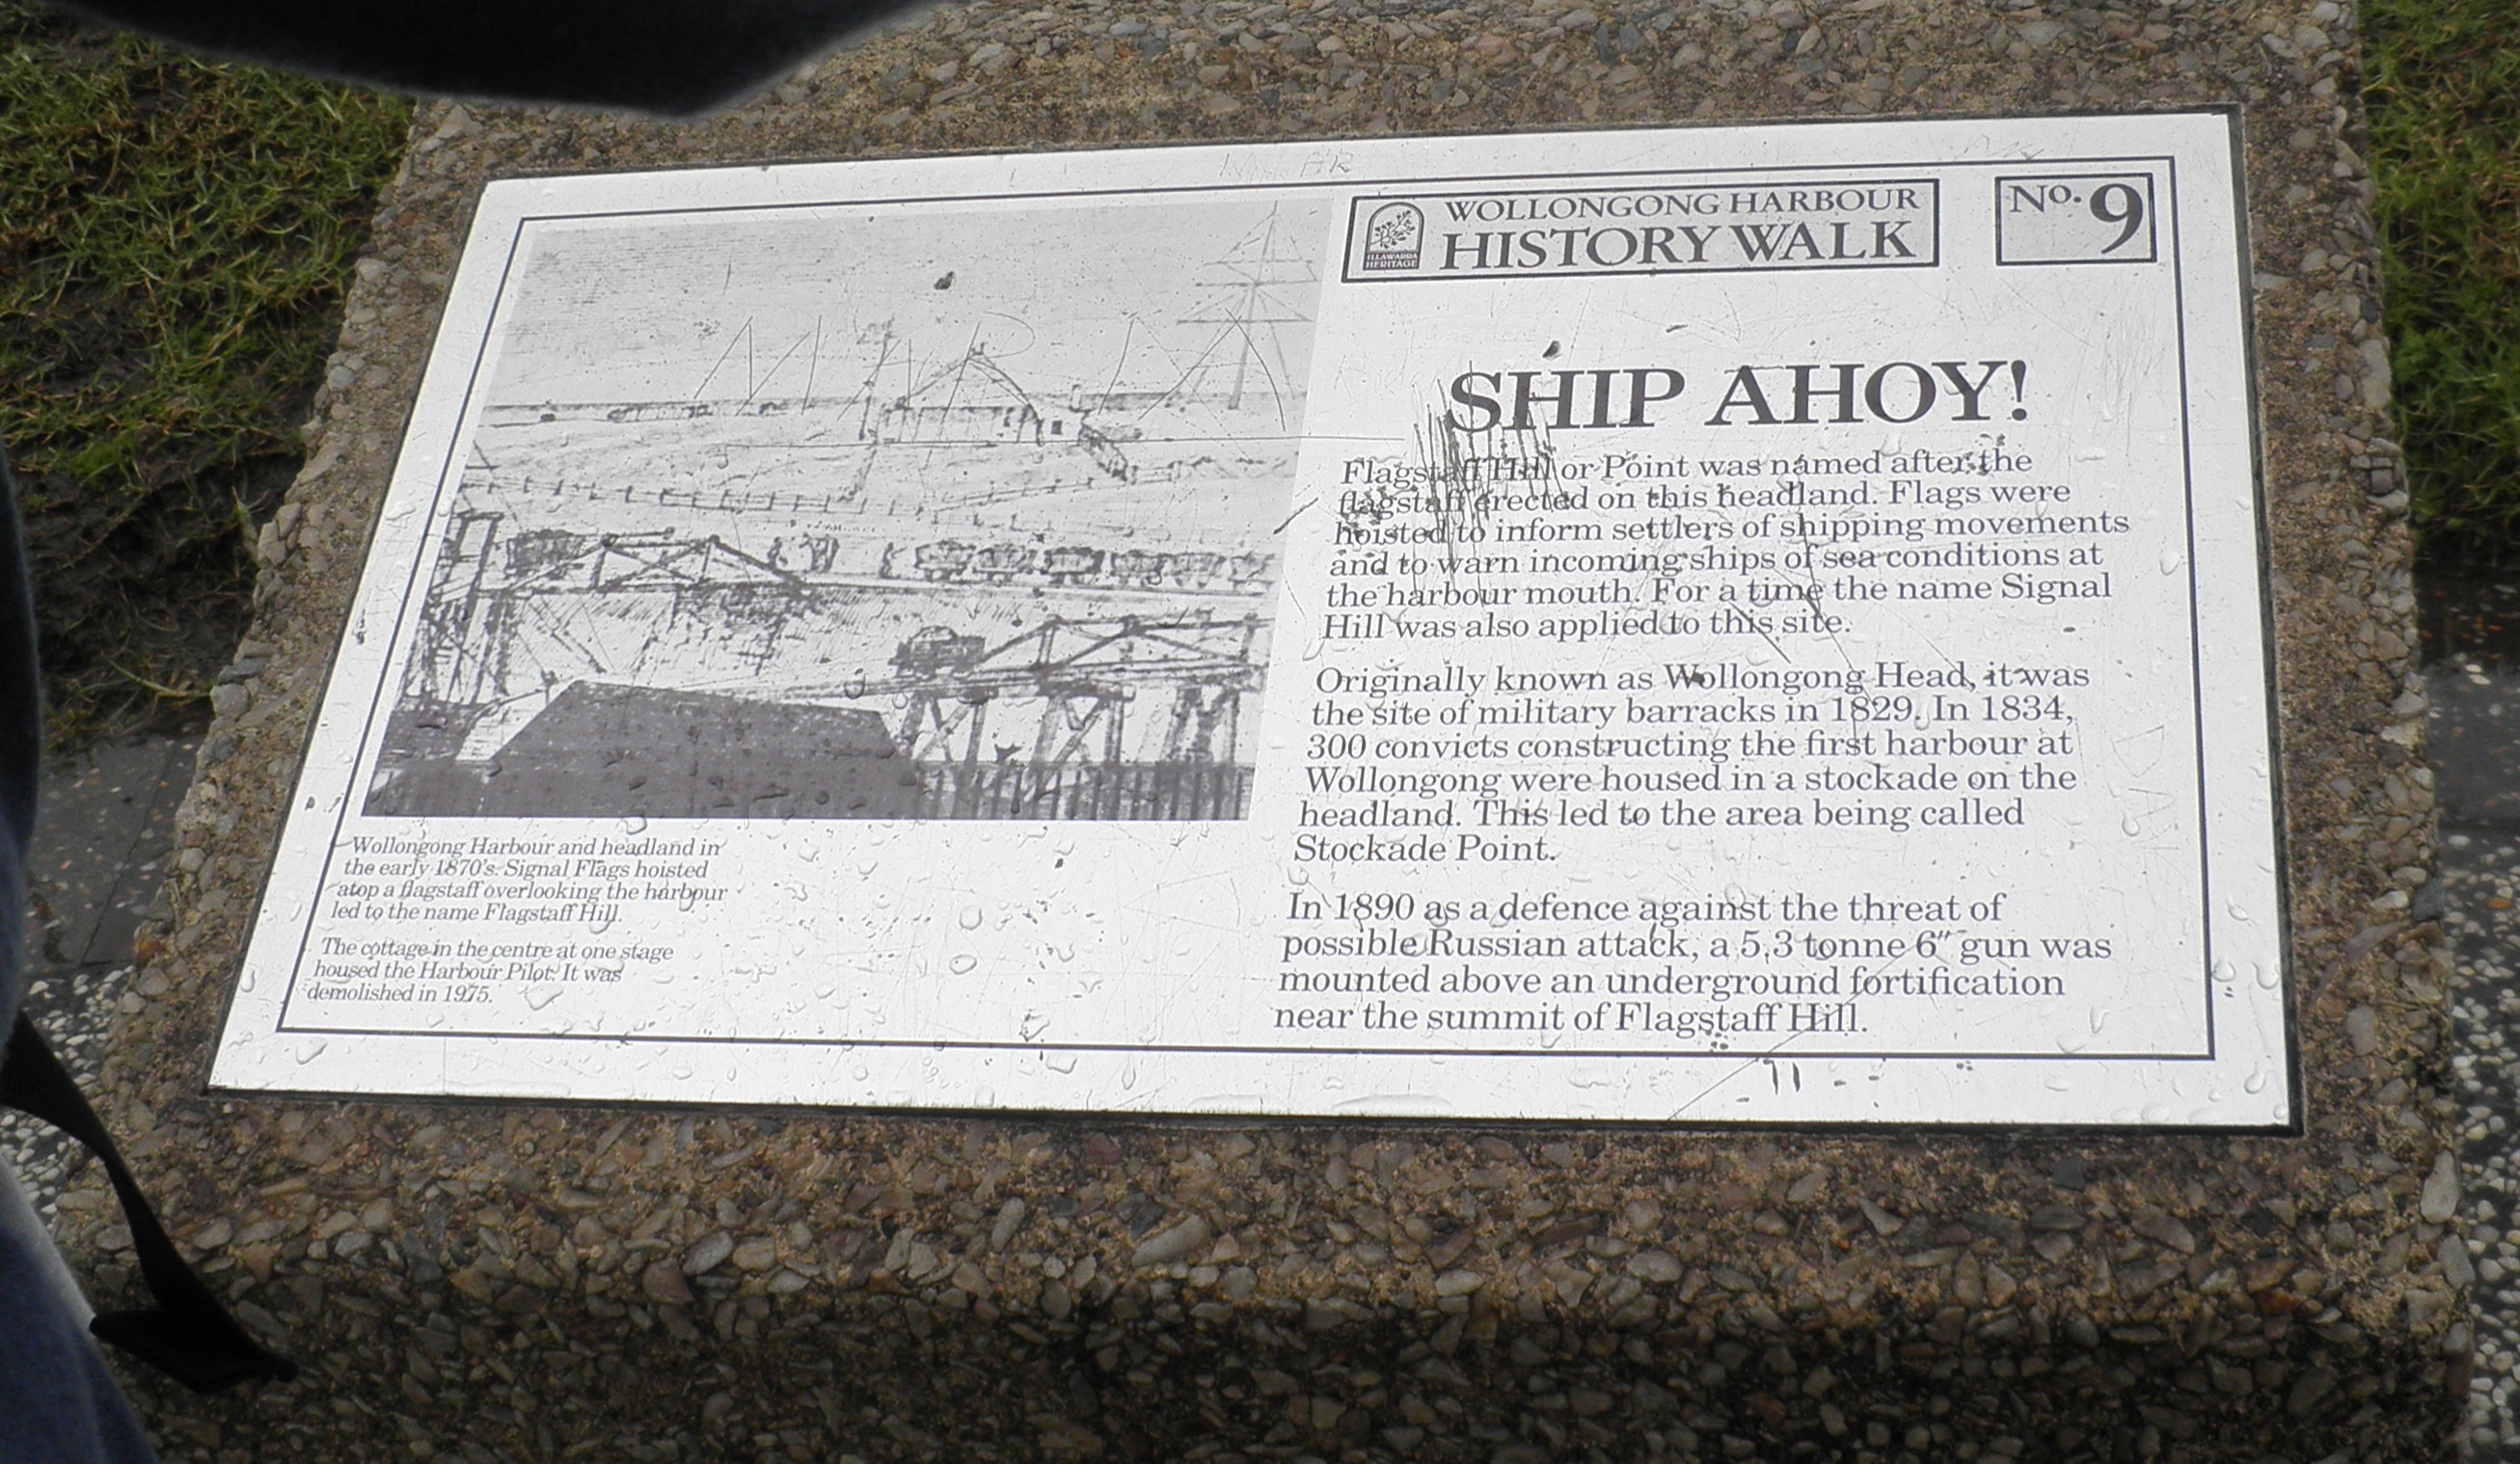 WOLLONGONG HARBOUR
HISTORY WALK
ILLAWARRA
HERITAGE
No. 9
SHIP AHOY!
Flagstaff Hill or Point was named after the
flagstaff erected on this headland. Flags were
hoisted to inform settlers of shipping movements
and to warn incoming ships of sea conditions at
the harbour mouth. For a time the name Signal
Hill was also applied to this site.
Originally known as Wollongong Head, it was
the site of military barracks in 1829. In 1834,
300 convicts constructing the first harbour at
Wollongong were housed in a stockade on the
headland. This led to the area being called
Stockade Point.
In 1890 as a defence against the threat of
possible Russian attack, a 5.3 tonne 6" gun was
mounted above an underground fortification
near the summit of Flagstaff Hill.
Wollongong Harbour and headland in
the early 1870's. Signal Flags hoisted
atop a flagstaff overlooking the harbour
led to the name Flagstaff Hill.
The cottage in the centre at one stage
housed the Harbour Pilot. It was
demolished in 1975.